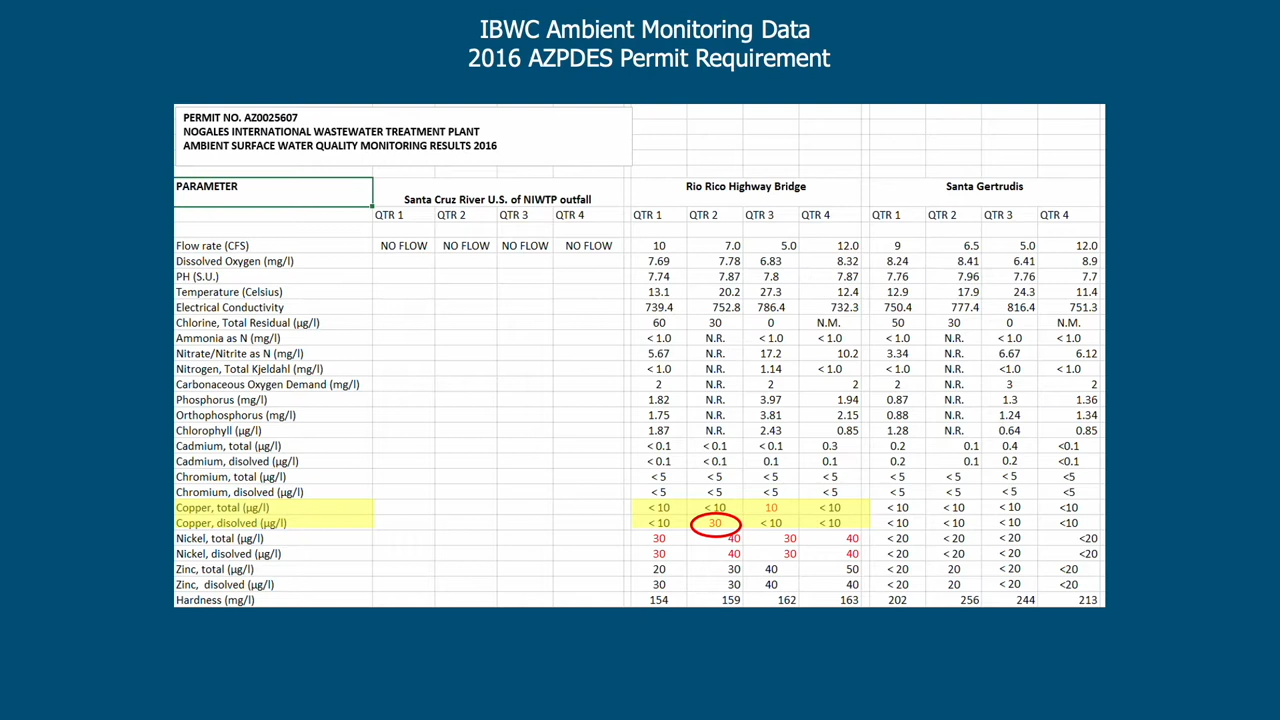 IBWC Ambient Monitoring Data
2016 AZPDES Permit Requirement
PERMIT NO. AZ0025607
NOGALES INTERNATIONAL WASTEWATER TREATMENT PLANT
AMBIENT SURFACE WATER QUALITY MONITORING RESULTS 2016
PARAMETER Rio Rico Highway Bridge Santa Gertrudis
Santa Cruz River U.S. of NIWTP outfall
QTR 1 QTR 2 QTR 3 QTR 4 QTR 1 QTR 2 QTR 3 QTR 4 QTR 1 QTR 2 QTR 3 QTR 4
Flow rate (CFS) NO FLOW NO FLOW NO FLOW NO FLOW 10 7.0 5.0 12.0 9 6.5 5.0 12.0
Dissolved Oxygen (mg/l) 7.69 7.78 6.83 8.32 8.24 8.41 6.41 8.9
PH (S.U.) 7.74 7.87 7.8 7.87 7.76 7.96 7.76 7.7
Temperature (Celsius) 13.1 20.2 27.3 12.4 12.9 17.9 24.3 11.4
Electrical Conductivity 739.4 752.8 786.4 732.3 750.4 777.4 816.4 751.3
Chlorine, Total Residual (µg/l) 60 30 0 N.M. 50 30 0 N.M.
Ammonia as N (mg/l) < 1.0 N.R. < 1.0 < 1.0 < 1.0 N.R. < 1.0 < 1.0
Nitrate/Nitrite as N (mg/l) 5.67 N.R. 17.2 10.2 3.34 N.R. 6.67 6.12
Nitrogen, Total Kjeldahl (mg/l) < 1.0 N.R. 1.14 < 1.0 < 1.0 N.R. <1.0 < 1.0
Carbonaceous Oxygen Demand (mg/l) 2 N.R. 2 2 2 N.R. 3 2
Phosphorus (mg/l) 1.82 N.R. 3.97 1.94 0.87 N.R. 1.3 1.36
Orthophosphorus (mg/l) 1.75 N.R. 3.81 2.15 0.88 N.R. 1.24 1.34
Chlorophyll (µg/l) 1.87 N.R. 2.43 0.85 1.28 N.R. 0.64 0.85
Cadmium, total (µg/l) < 0.1 < 0.1 < 0.1 0.3 0.2 0.1 0.4 <0.1
Cadmium, disolved (µg/l) < 0.1 < 0.1 0.1 0.1 0.2 0.1 0.2 <0.1
Chromium, total (µg/l) < 5 < 5 < 5 < 5 < 5 < 5 < 5 <5
Chromium, disolved (µg/l) < 5 < 5 < 5 < 5 < 5 < 5 < 5 <5
Copper, total (µg/l) < 10 < 10 10 < 10 < 10 < 10 < 10 <10
Copper, disolved (µg/l) < 10 30 < 10 < 10 < 10 < 10 < 10 <10
Nickel, total (µg/l) 30 40 30 40 < 20 < 20 < 20 <20
Nickel, disolved (µg/l) 30 40 30 40 < 20 < 20 < 20 <20
Zinc, total (µg/l) 20 30 40 50 < 20 20 < 20 <20
Zinc, disolved (µg/l) 30 30 40 40 < 20 20 < 20 <20
Hardness (mg/l) 154 159 162 163 202 256 244 213